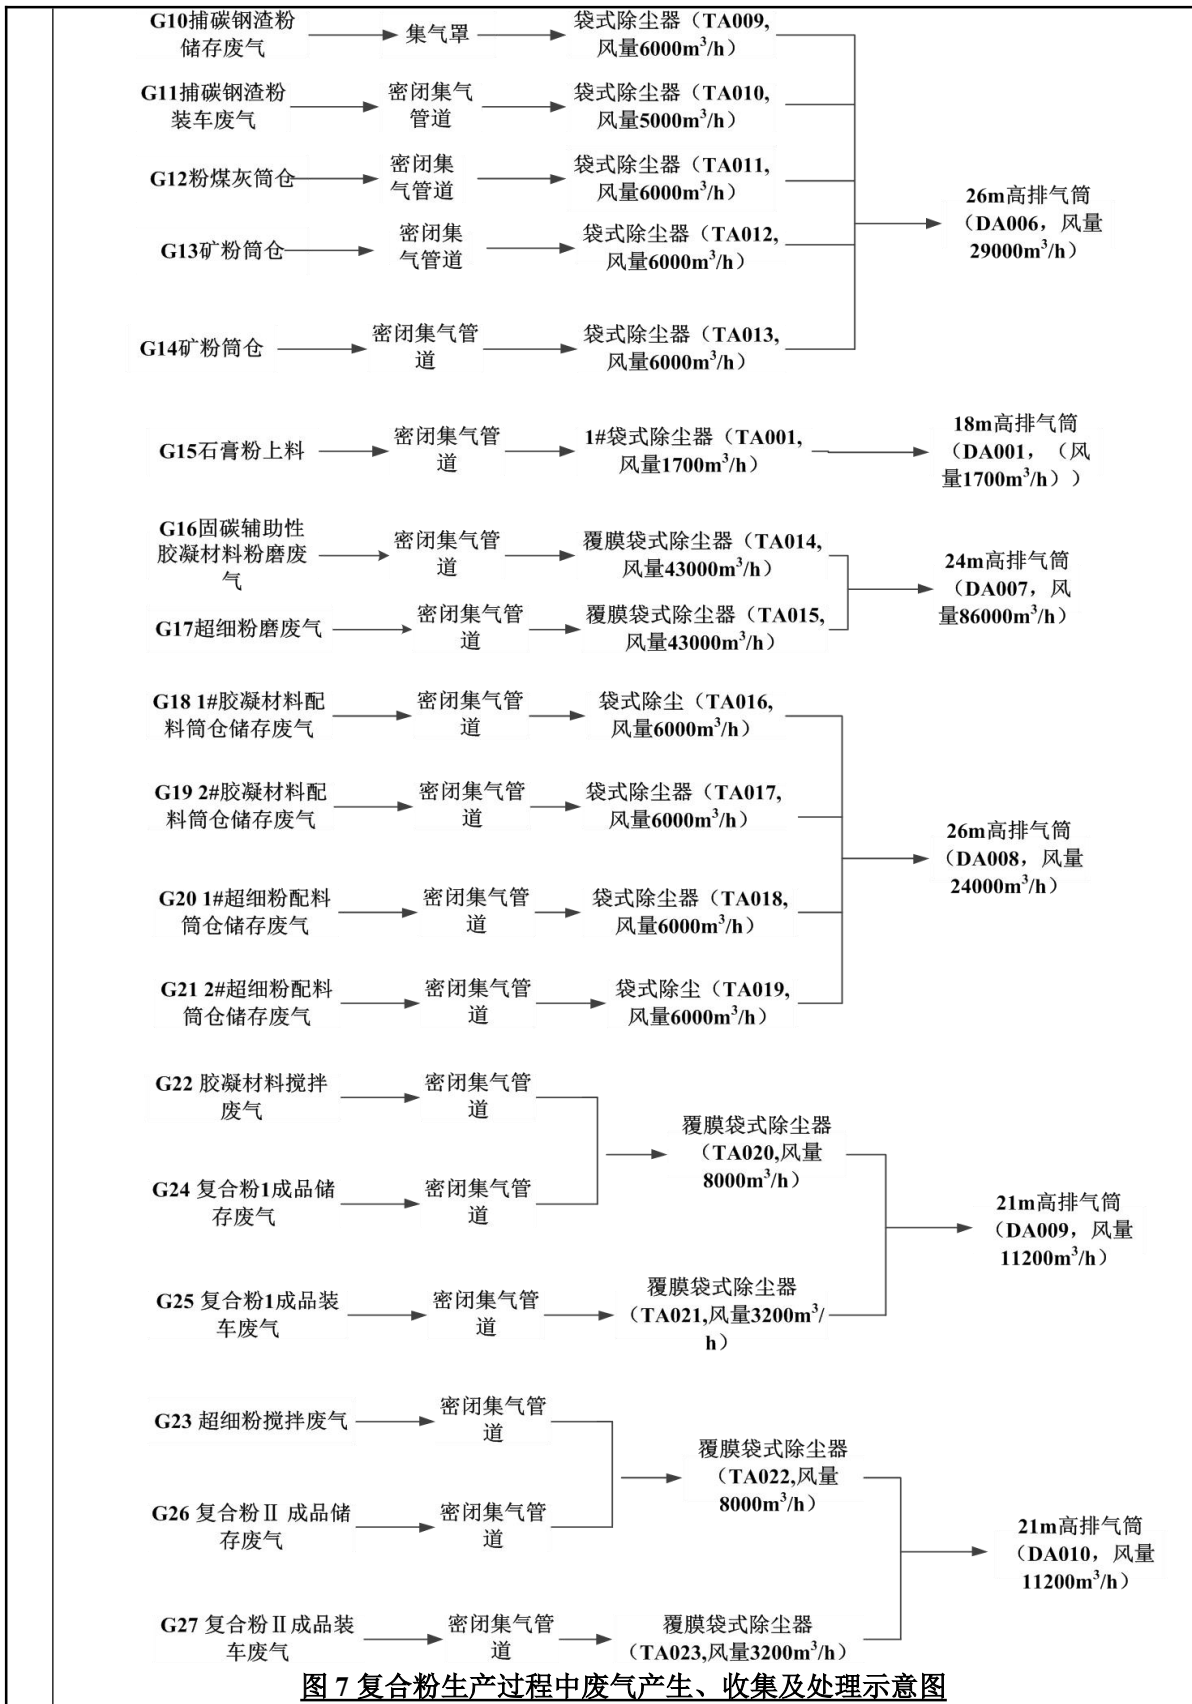 G10捕碳钢渣粉
储存废气
集气罩
袋式除尘器（TA009,
风量6000m³/h）
G11捕碳钢渣粉
装车废气
密闭集气
管道
袋式除尘器（TA010,
风量5000m³/h）
G12粉煤灰筒仓
密闭集
气管道
袋式除尘器（TA011,
风量6000m³/h）
G13矿粉筒仓
密闭集
气管道
袋式除尘器（TA012,
风量6000m³/h）
G14矿粉筒仓
密闭集气管
道
袋式除尘器（TA013,
风量6000m³/h）
26m高排气筒
（DA006，风量
29000m³/h）
G15石膏粉上料
密闭集气管
道
1#袋式除尘器（TA001,
风量1700m³/h）
18m高排气筒
（DA001，（风
量1700m³/h））
G16固碳辅助性
胶凝材料粉磨废
气
密闭集气管
道
覆膜袋式除尘器（TA014,
风量43000m³/h）
G17超细粉磨废气
密闭集气管
道
覆膜袋式除尘器（TA015,
风量43000m³/h）
24m高排气筒
（DA007，风
量86000m³/h）
G18 1#胶凝材料配
料筒仓储存废气
密闭集气管
道
袋式除尘（TA016,
风量6000m³/h）
G19 2#胶凝材料配
料筒仓储存废气
密闭集气管
道
袋式除尘器（TA017,
风量6000m³/h）
G20 1#超细粉配料
筒仓储存废气
密闭集气管
道
袋式除尘器（TA018,
风量6000m³/h）
G21 2#超细粉配料
筒仓储存废气
密闭集气管
道
袋式除尘（TA019,
风量6000m³/h）
26m高排气筒
（DA008，风量
24000m³/h）
G22 胶凝材料搅拌
废气
密闭集气管
道
G24 复合粉1成品储
存废气
密闭集气管
道
覆膜袋式除尘器
（TA020,风量
8000m³/h）
G25 复合粉1成品装
车废气
密闭集气管
道
覆膜袋式除尘器
（TA021,风量3200m³/
h）
21m高排气筒
（DA009，风量
11200m³/h）
G23 超细粉搅拌废气
密闭集气管
道
G26 复合粉Ⅱ 成品储
存废气
密闭集气管
道
覆膜袋式除尘器
（TA022,风量
8000m³/h）
G27 复合粉Ⅱ成品装
车废气
密闭集气管
道
覆膜袋式除尘器
（TA023,风量3200m³/h）
21m高排气筒
（DA010，风量
11200m³/h）
图 7 复合粉生产过程中废气产生、收集及处理示意图